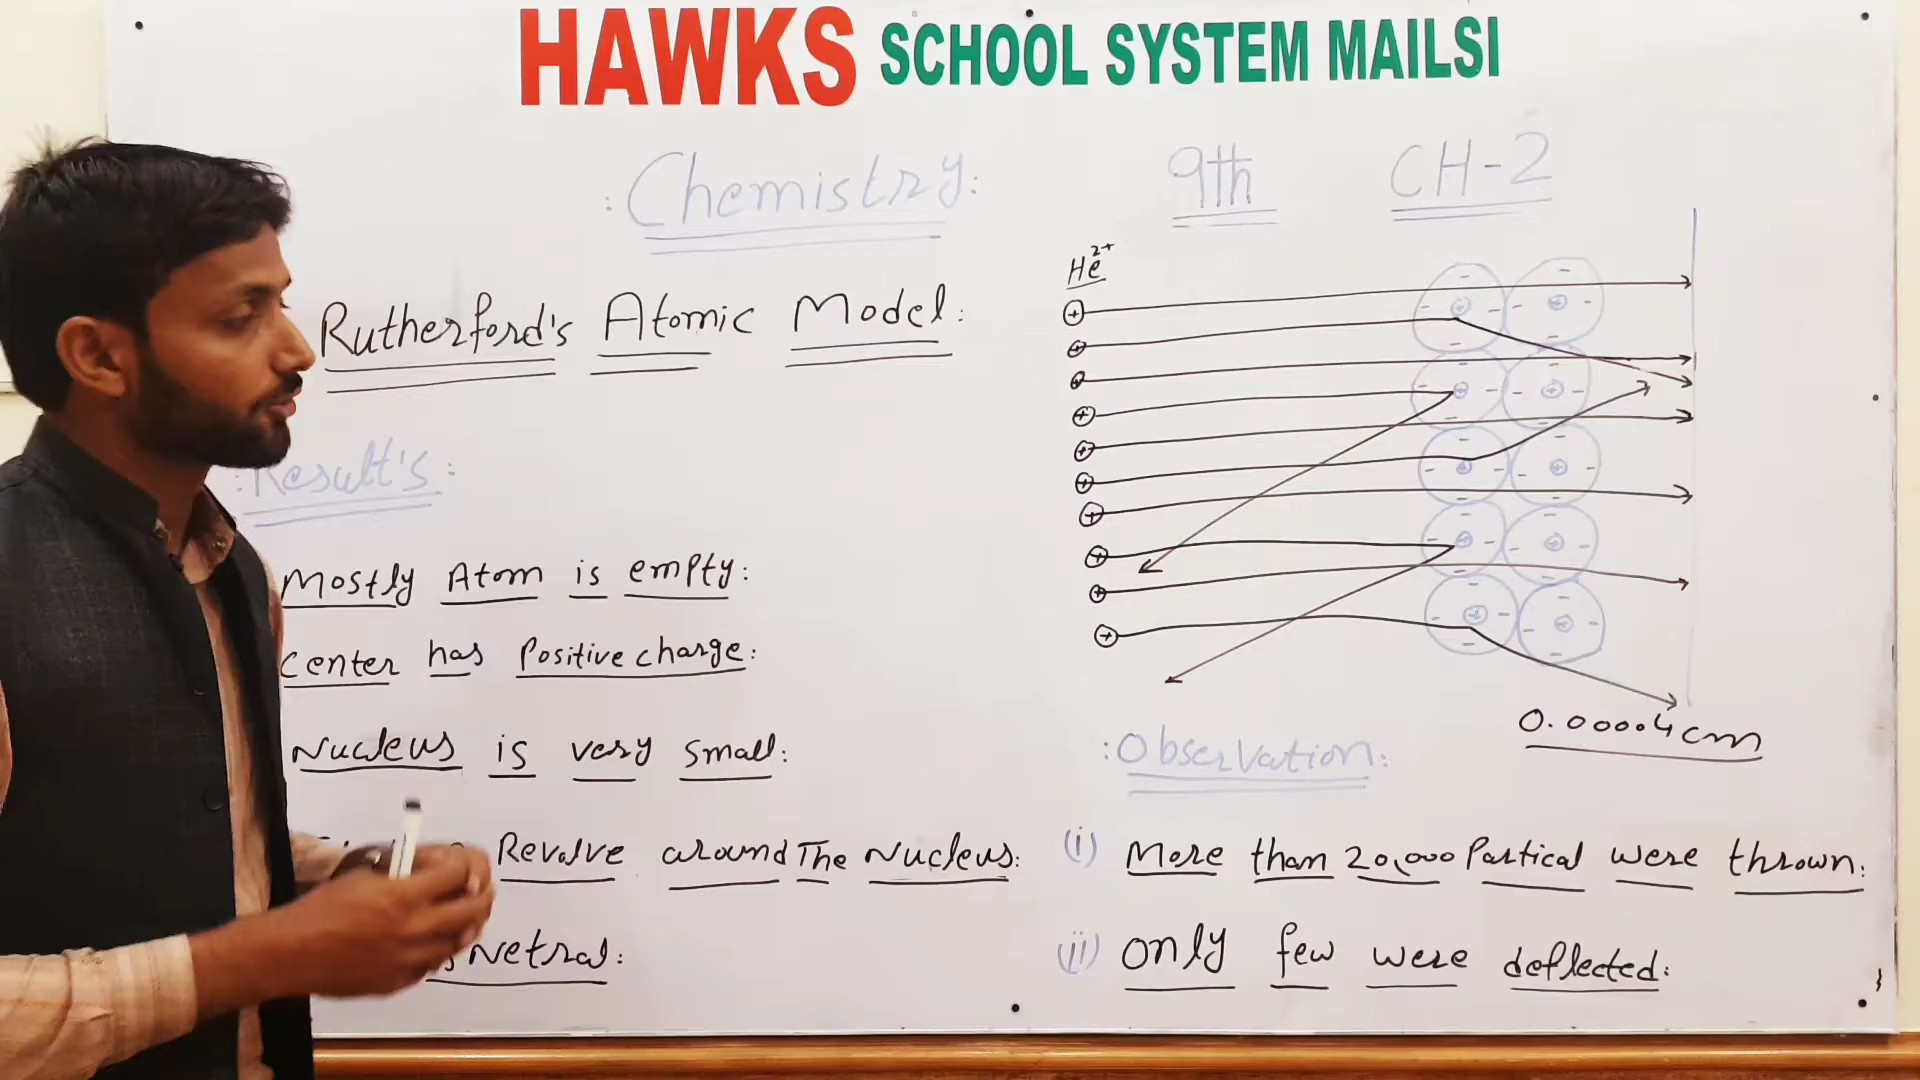 HAWKS SCHOOL SYSTEM MAILSI
: Chemistry: 9th CH-2
Rutherford's Atomic Model:
: Result's :
Mostly Atom is empty:
Center has Positive charge:
Nucleus is very small:
Revolve around The Nucleus:
Netral:
He2+
0.00004cm
: Observation:
(i) More than 20,000 Partical were thrown:
(ii) Only few were deflected: